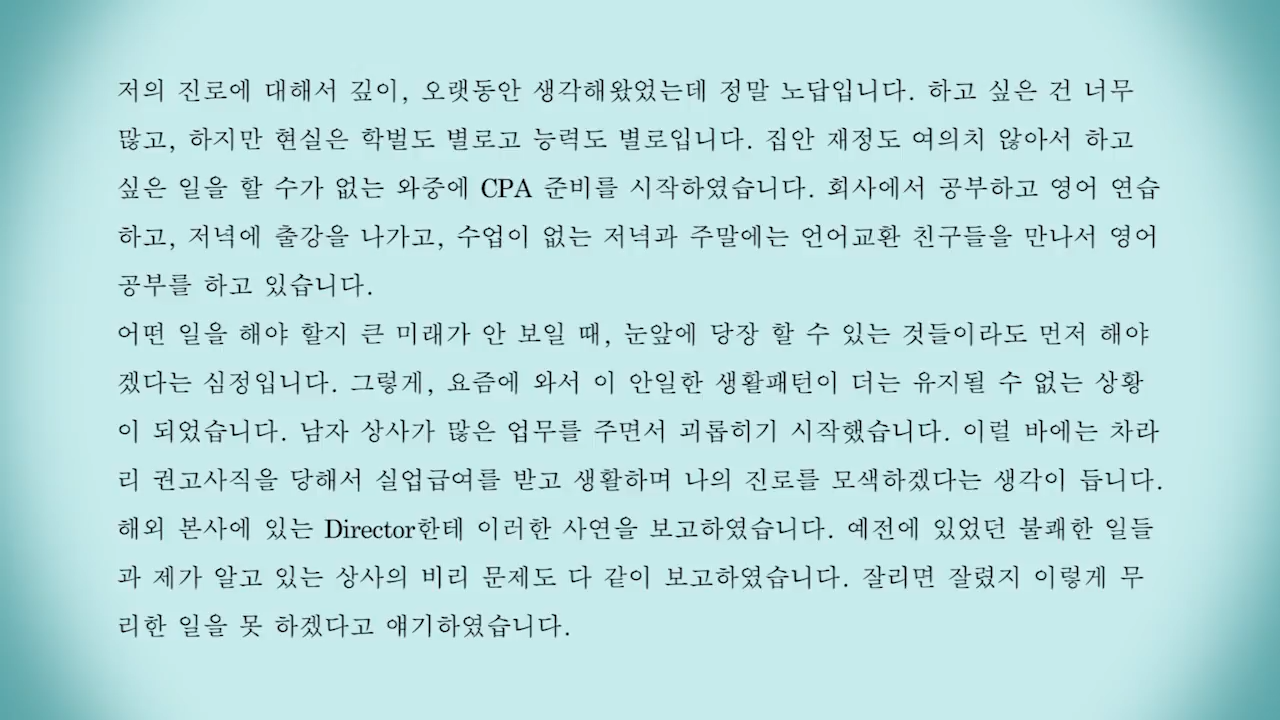 저의 진로에 대해서 깊이, 오랫동안 생각해왔었는데 정말 노답입니다. 하고 싶은 건 너무
많고, 하지만 현실은 학벌도 별로고 능력도 별로입니다. 집안 재정도 여의치 않아서 하고
싶은 일을 할 수가 없는 와중에 CPA 준비를 시작하였습니다. 회사에서 공부하고 영어 연습
하고, 저녁에 출강을 나가고, 수업이 없는 저녁과 주말에는 언어교환 친구들을 만나서 영어
공부를 하고 있습니다.
어떤 일을 해야 할지 큰 미래가 안 보일 때, 눈앞에 당장 할 수 있는 것들이라도 먼저 해야
겠다는 심정입니다. 그렇게, 요즘에 와서 이 안일한 생활패턴이 더는 유지될 수 없는 상황
이 되었습니다. 남자 상사가 많은 업무를 주면서 괴롭히기 시작했습니다. 이럴 바에는 차라
리 권고사직을 당해서 실업급여를 받고 생활하며 나의 진로를 모색하겠다는 생각이 듭니다.
해외 본사에 있는 Director한테 이러한 사연을 보고하였습니다. 예전에 있었던 불쾌한 일들
과 제가 알고 있는 상사의 비리 문제도 다 같이 보고하였습니다. 잘리면 잘렸지 이렇게 무
리한 일을 못 하겠다고 얘기하였습니다.